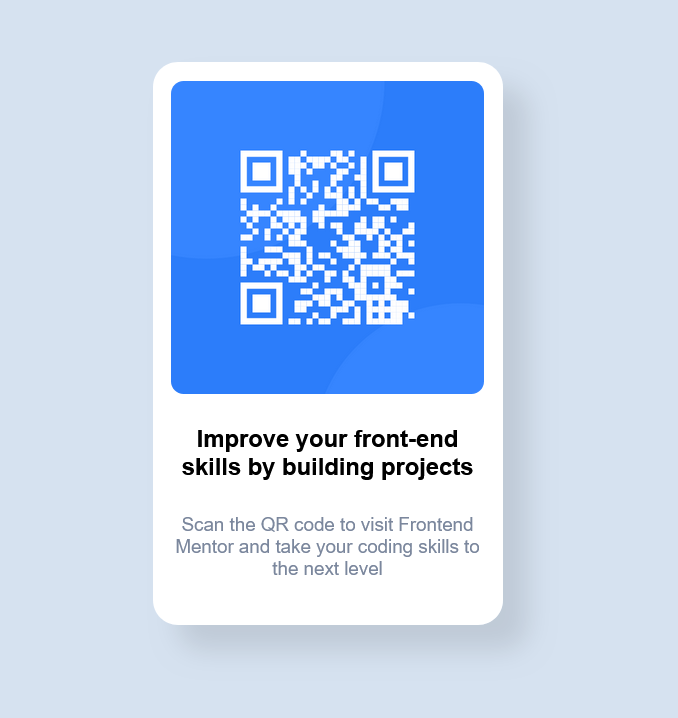 Improve your front-end
skills by building projects
Scan the QR code to visit Frontend
Mentor and take your coding skills to
the next level